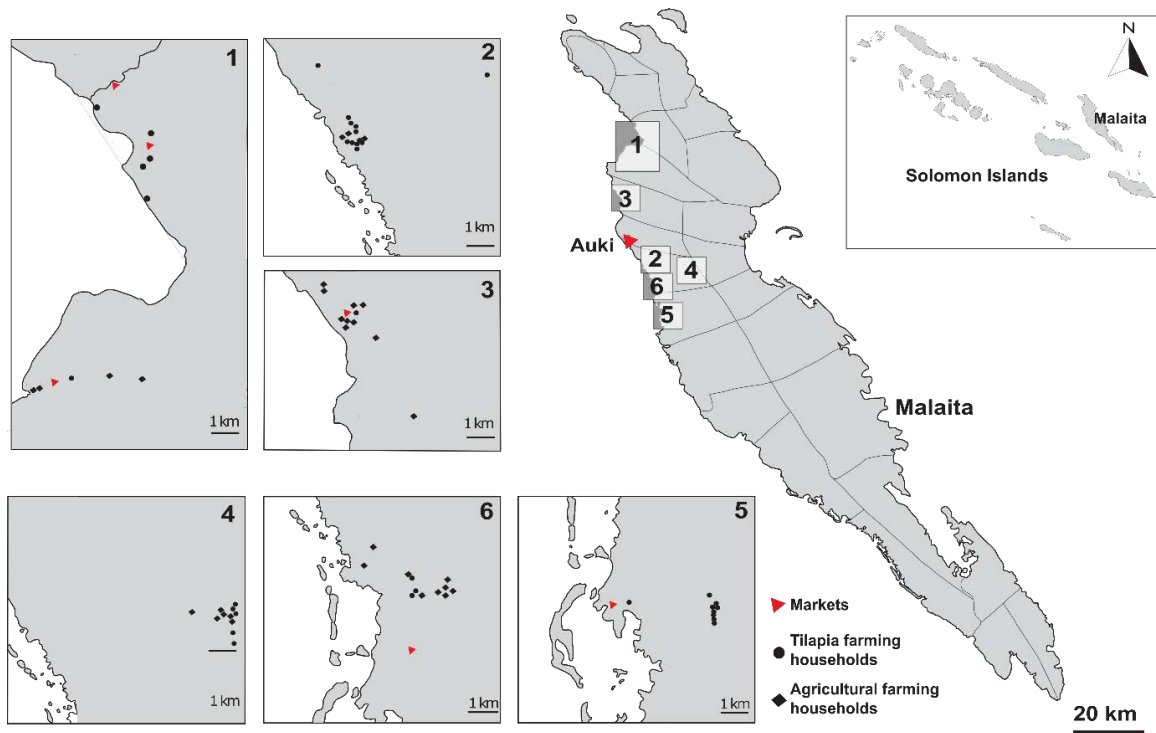 1
1 km
2
1 km
3
1 km
4
1 km
6
1 km
5
1 km
1
3
Auki
2
4
6
5
Malaita
20 km
N
Malaita
Solomon Islands
Markets
Tilapia farming
households
Agricultural farming
households